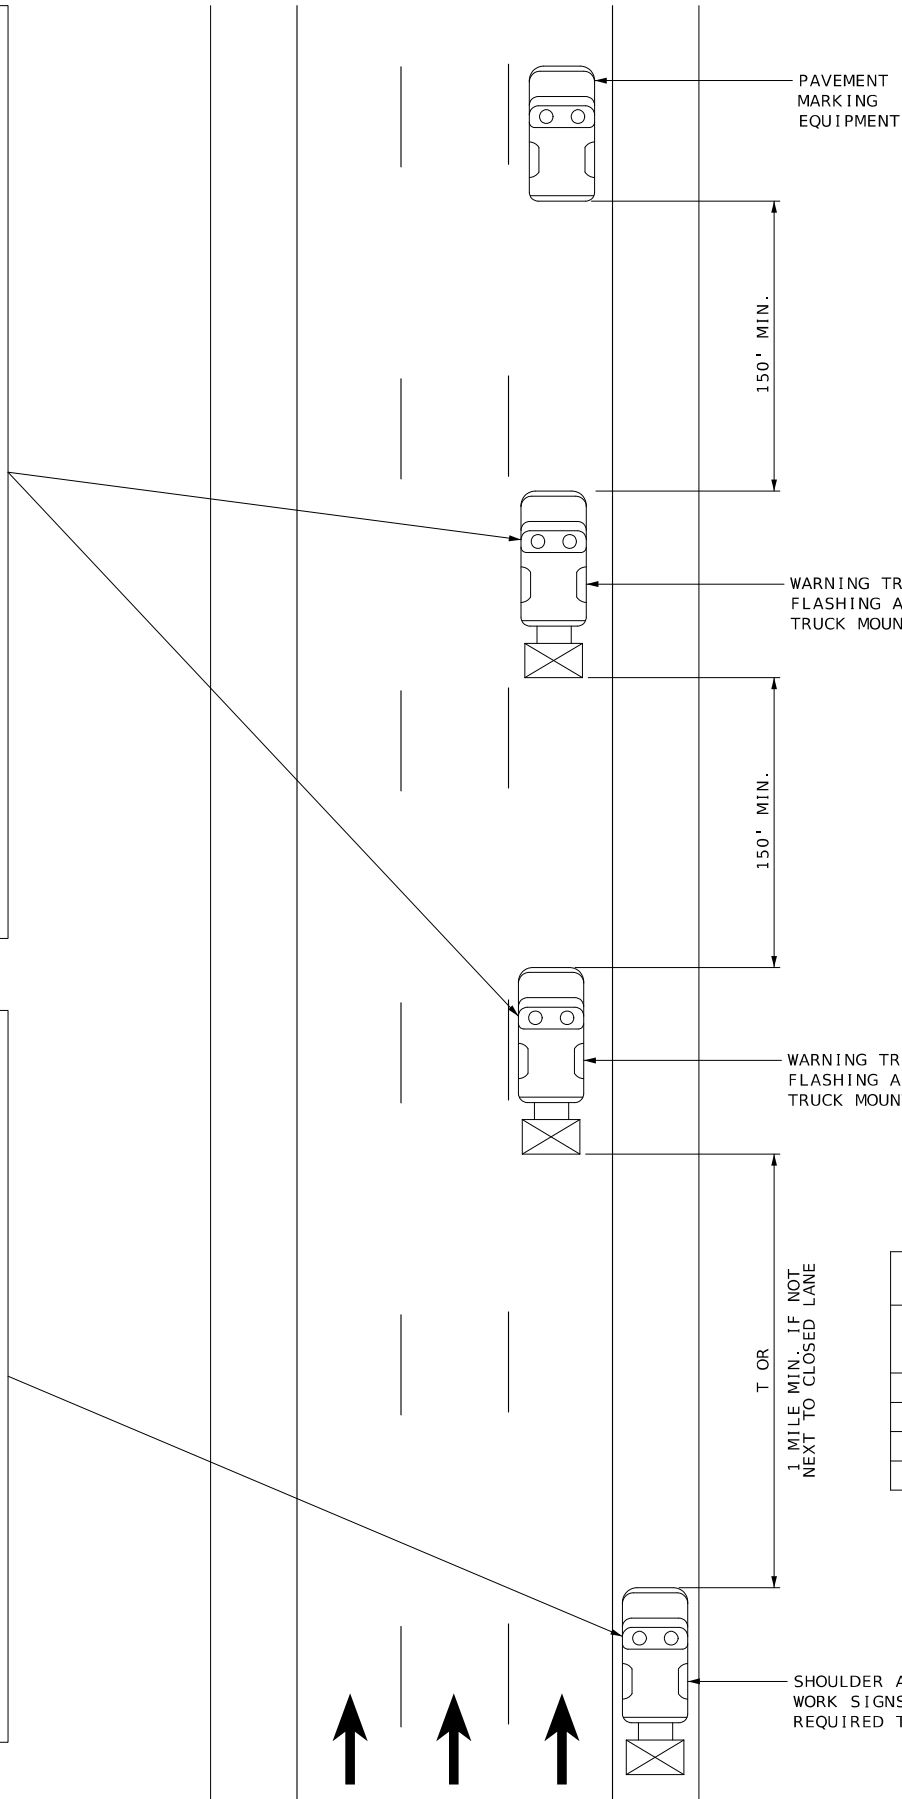 PAVEMENT
MARKING
EQUIPMENT
150' MIN.
WARNING TR
FLASHING A
TRUCK MOUN
150' MIN.
WARNING TR
FLASHING A
TRUCK MOUN
T OR
1 MILE MIN. IF NOT
NEXT TO CLOSED LANE
SHOULDER A
WORK SIGNS
REQUIRED T